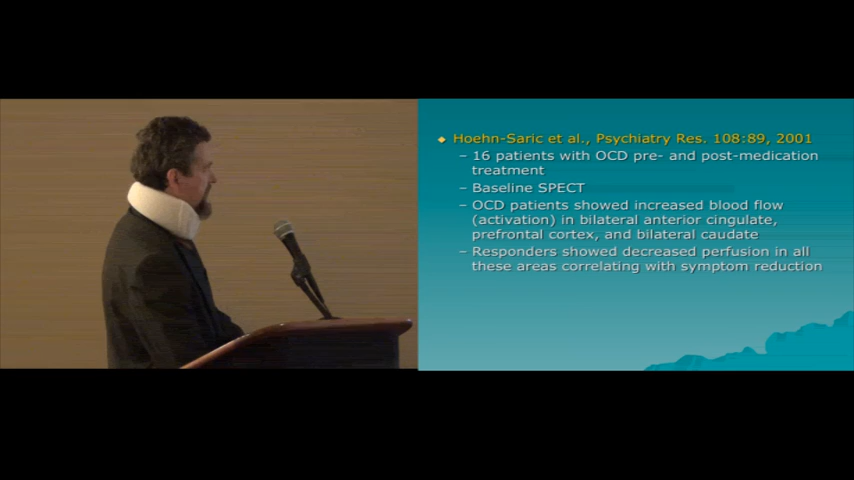 Hoehn-Saric et al., Psychiatry Res. 108:89, 2001
– 16 patients with OCD pre- and post-medication
treatment
– Baseline SPECT
– OCD patients showed increased blood flow
(activation) in bilateral anterior cingulate,
prefrontal cortex, and bilateral caudate
– Responders showed decreased perfusion in all
these areas correlating with symptom reduction